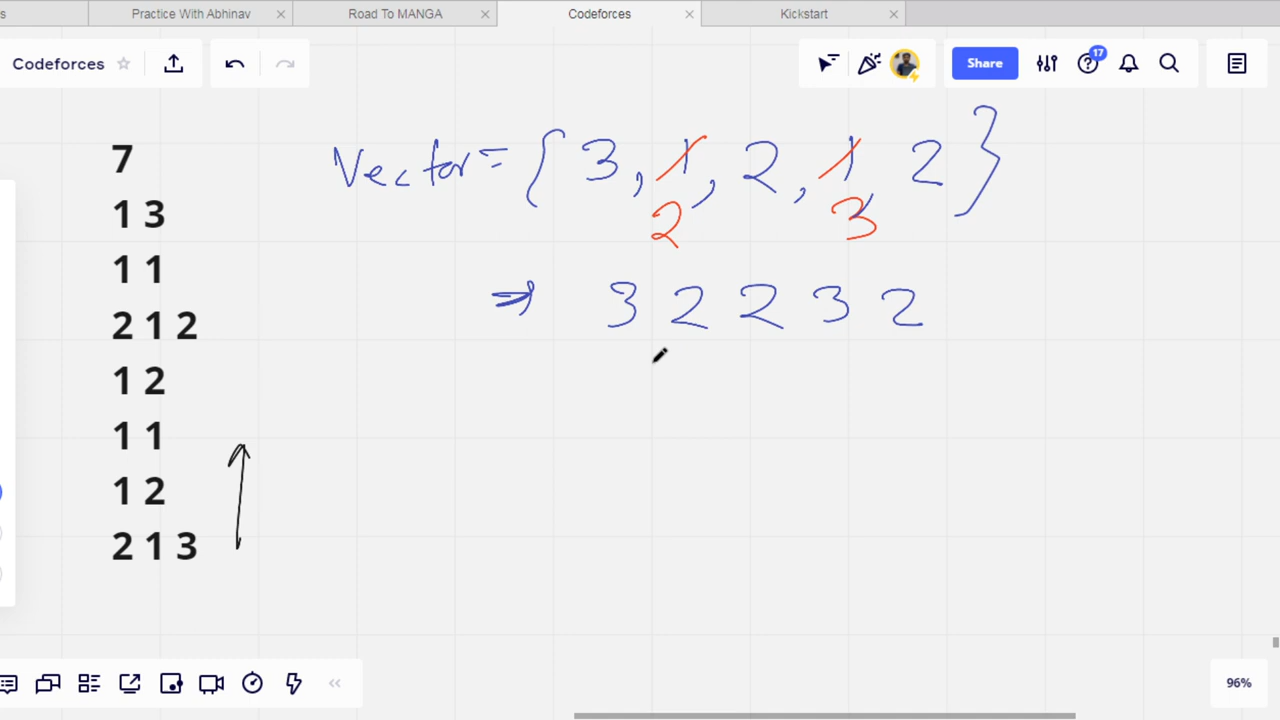 s Practice With Abhinav Road To MANGA Codeforces Kickstart
Codeforces Share 17
7
1 3
1 1
2 1 2
1 2
1 1
1 2
2 1 3
Vector = { 3, 1, 2, 1, 2 }
2 3
⇒ 3 2 2 3 2
96%